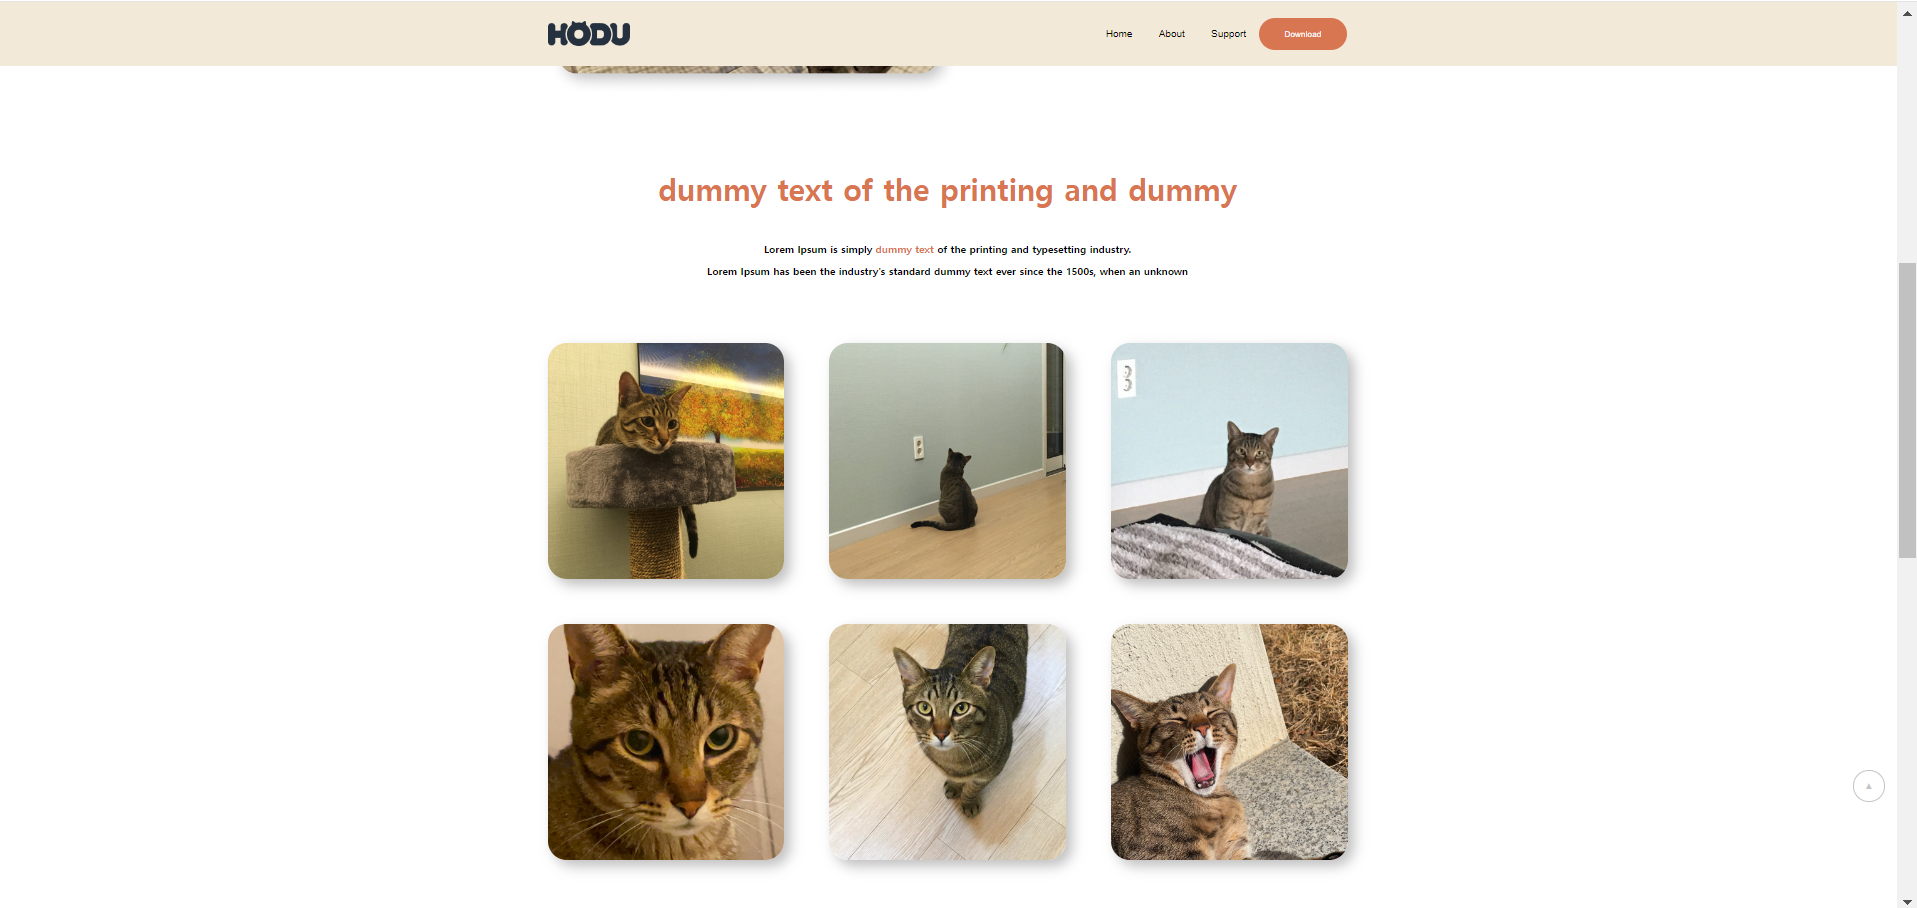 HODU
Home About Support Download
dummy text of the printing and dummy
Lorem Ipsum is simply dummy text of the printing and typesetting industry.
Lorem Ipsum has been the industry's standard dummy text ever since the 1500s, when an unknown